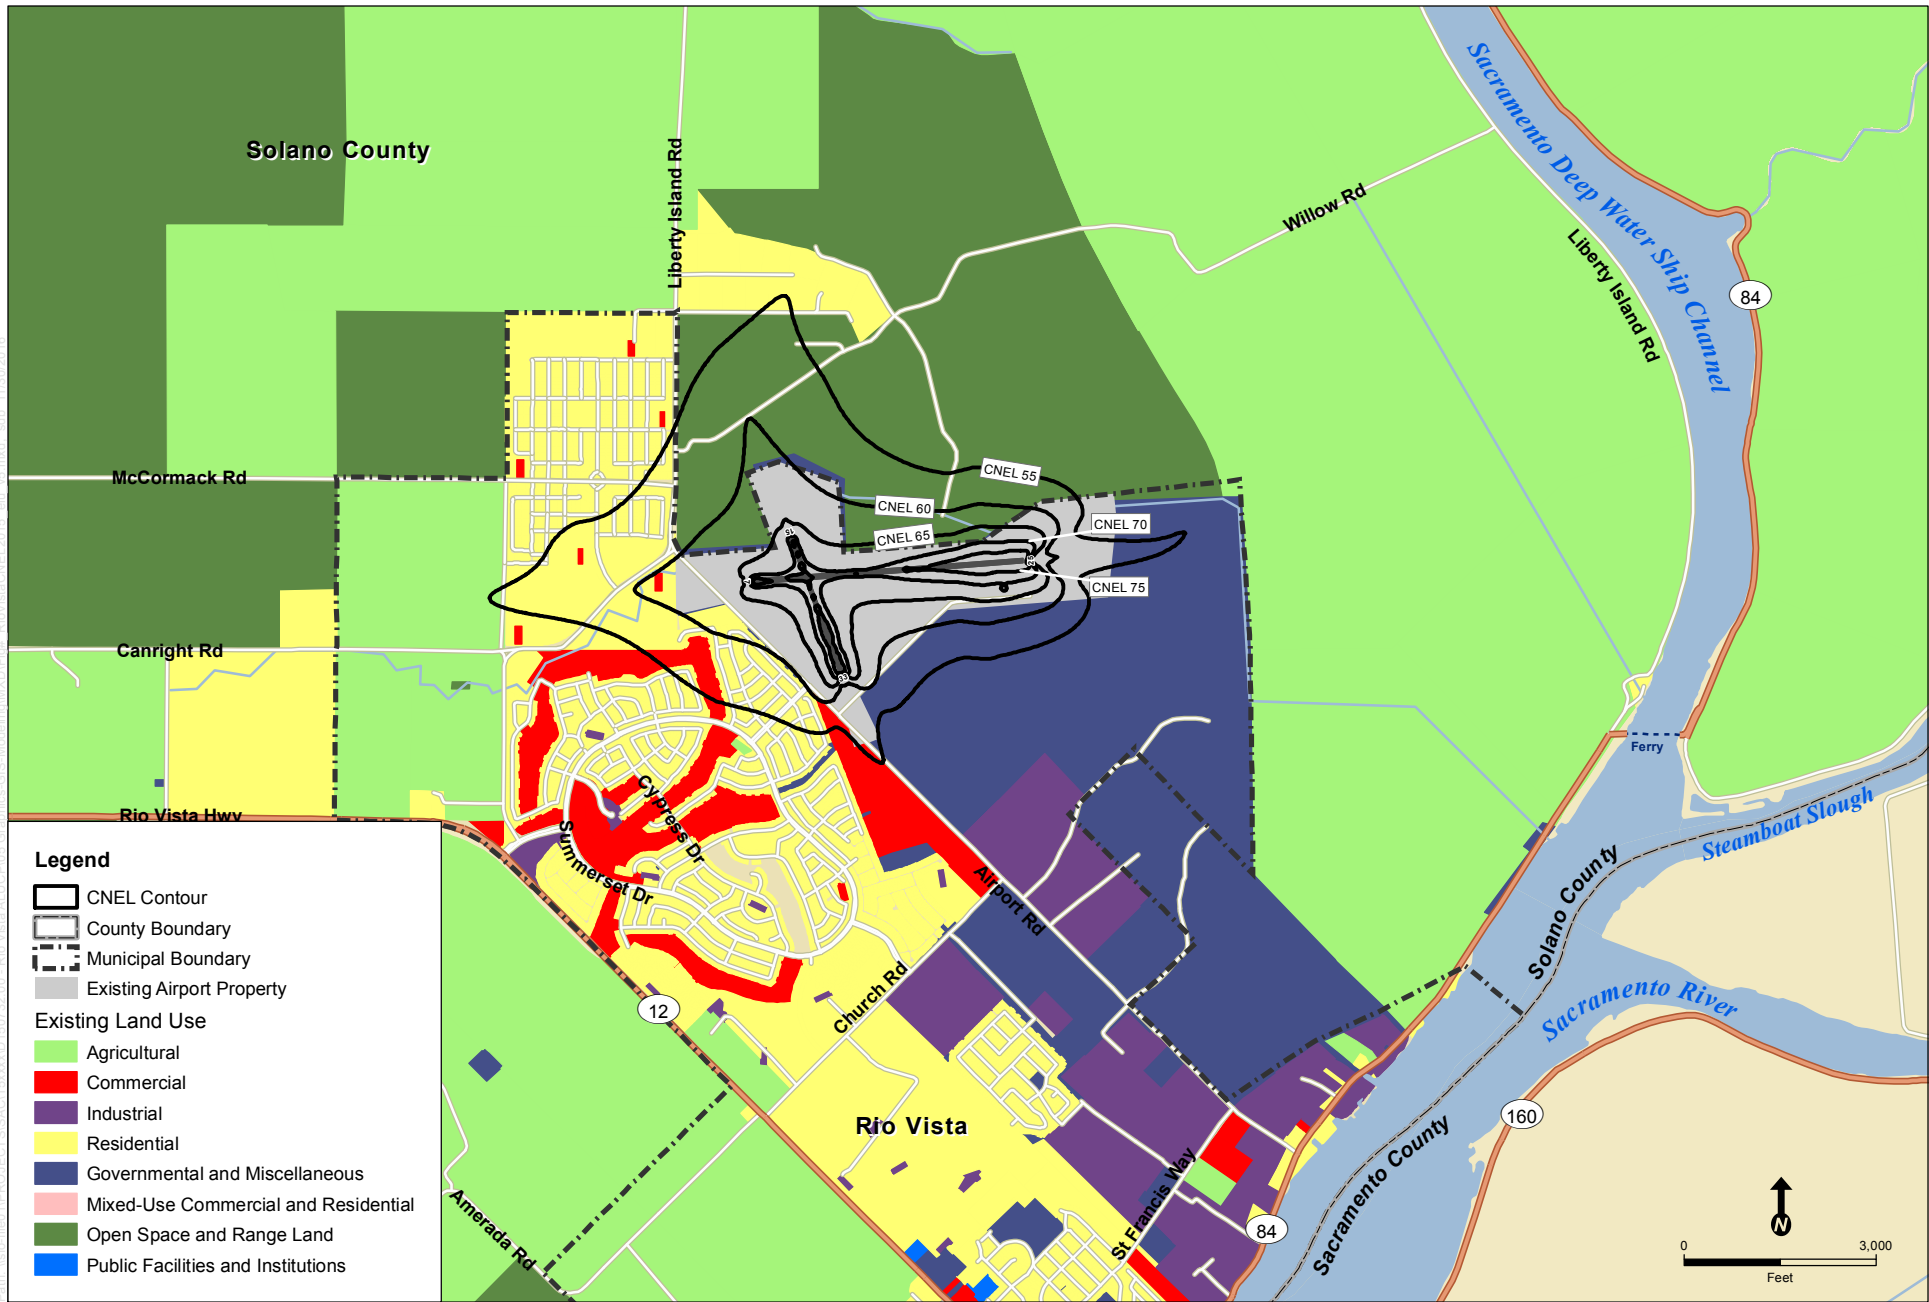 Solano County
Liberty Island Rd
Willow Rd
Sacramento Deep Water Ship Channel
Liberty Island Rd
84
McCormack Rd
CNEL 55
CNEL 60
CNEL 65
CNEL 70
CNEL 75
15
7
25
33
Canright Rd
Ferry
Rio Vista Hwy
Cypress Dr
Summerset Dr
Steamboat Slough
Airport Rd
Solano County
Church Rd
12
Sacramento River
Rio Vista
160
Sacramento County
St Francis Way
84
Amerada Rd
N
0 3,000
Feet
Legend
CNEL Contour
County Boundary
Municipal Boundary
Existing Airport Property
Existing Land Use
Agricultural
Commercial
Industrial
Residential
Governmental and Miscellaneous
Mixed-Use Commercial and Residential
Open Space and Range Land
Public Facilities and Institutions